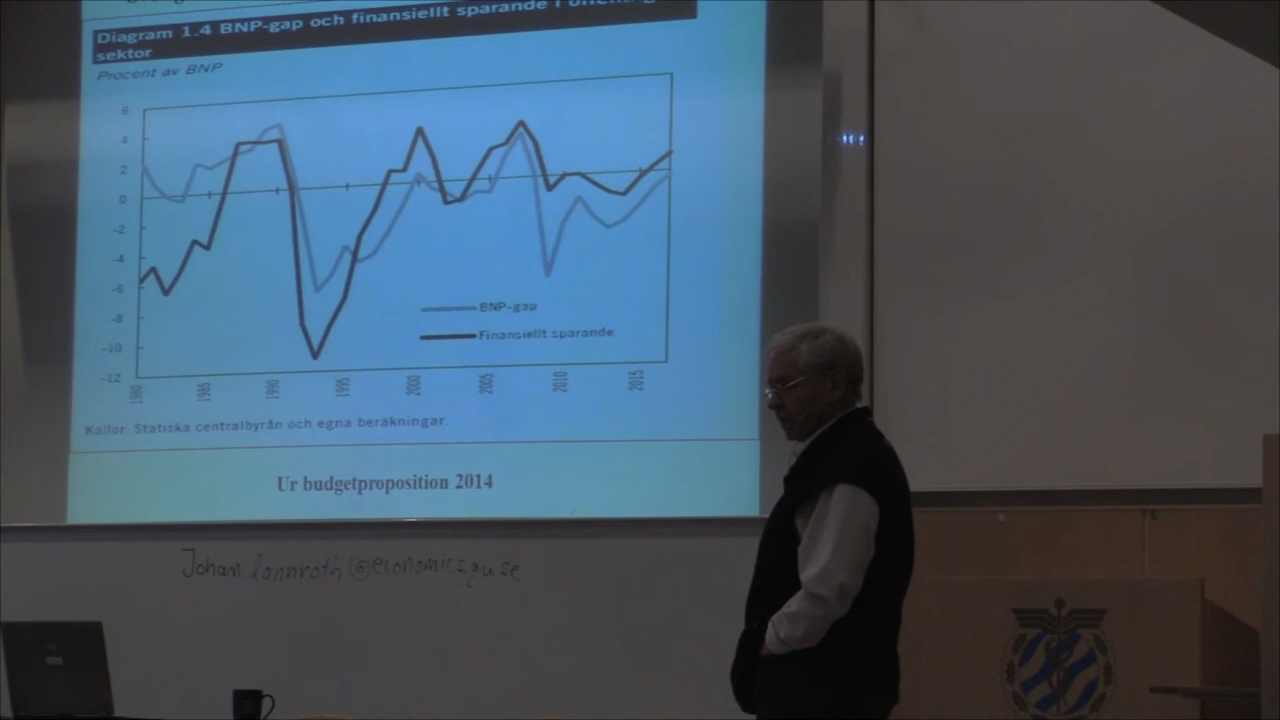 Diagram 1.4 BNP-gap och finansiellt sparande i
sektor
Procent av BNP
6
4
2
0
-2
-4
-6
-8
-10
-12
BNP-gap
Finansiellt sparande
1980
1985
1990
1995
2000
2005
2010
2015
Källor: Statiska centralbyrån och egna beräkningar.
Ur budgetproposition 2014
Johan.lonnroth@economics.gu.se